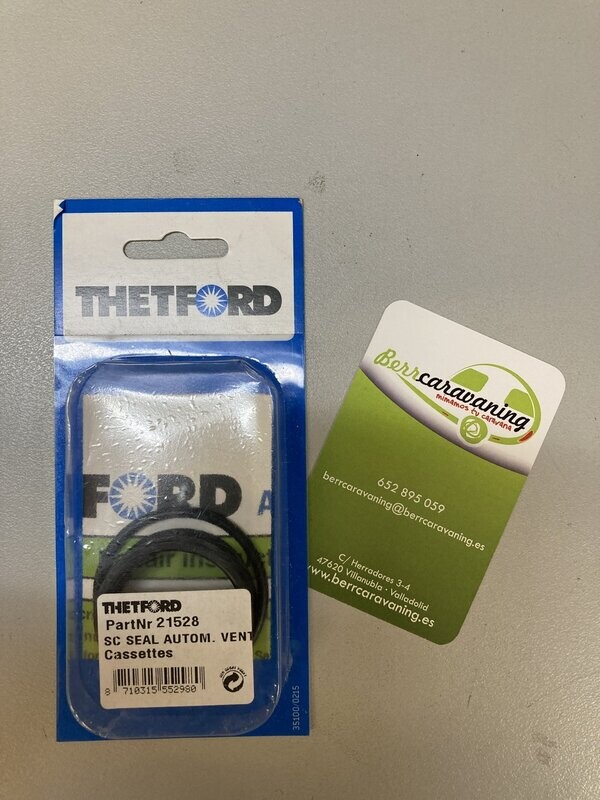 THETFORD
FORD A
THETFORD
PartNr 21528
SC SEAL AUTOM. VENT
Cassettes
8 710315 552980
35100/0215
Berrcaravaning
mimamos tu caravana
652 895 059
berrcaravaning@berrcaravaning.es
C/ Herradores 3-4
47620 Villanubla - Valladolid
www.berrcaravaning.es